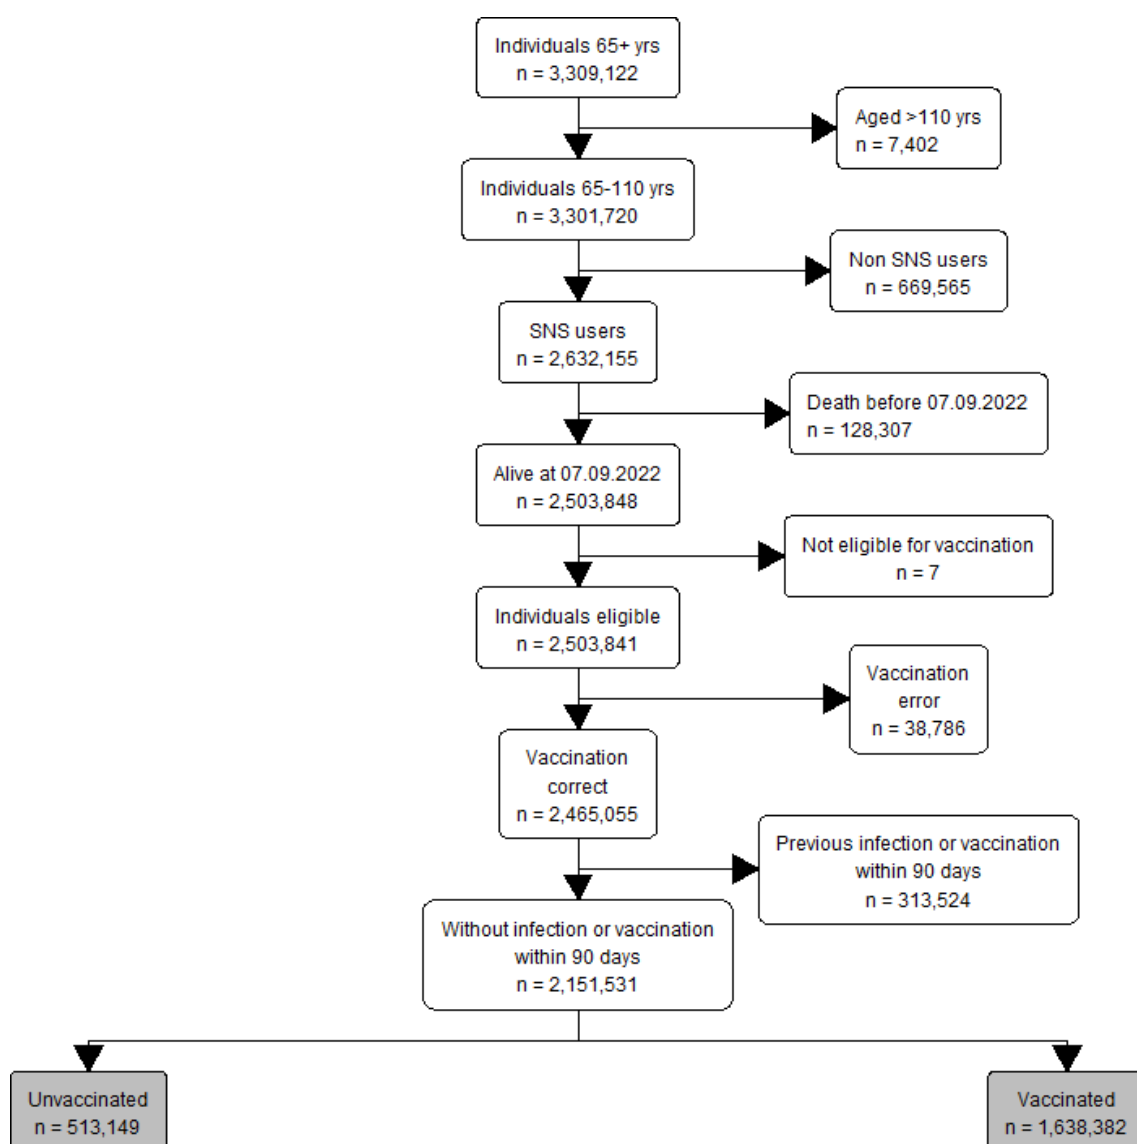 Individuals 65+ yrs
n = 3,309,122
Aged >110 yrs
n = 7,402
Individuals 65-110 yrs
n = 3,301,720
Non SNS users
n = 669,565
SNS users
n = 2,632,155
Death before 07.09.2022
n = 128,307
Alive at 07.09.2022
n = 2,503,848
Not eligible for vaccination
n = 7
Individuals eligible
n = 2,503,841
Vaccination
error
n = 38,786
Vaccination
correct
n = 2,465,055
Previous infection or vaccination
within 90 days
n = 313,524
Without infection or vaccination
within 90 days
n = 2,151,531
Unvaccinated
n = 513,149
Vaccinated
n = 1,638,382